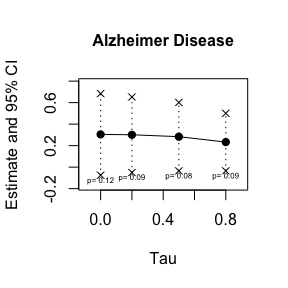 Alzheimer Disease
Estimate and 95% CI
0.6
0.2
-0.2
p= 0.12 p= 0.09 p= 0.08 p= 0.09
0.0 0.4 0.8
Tau